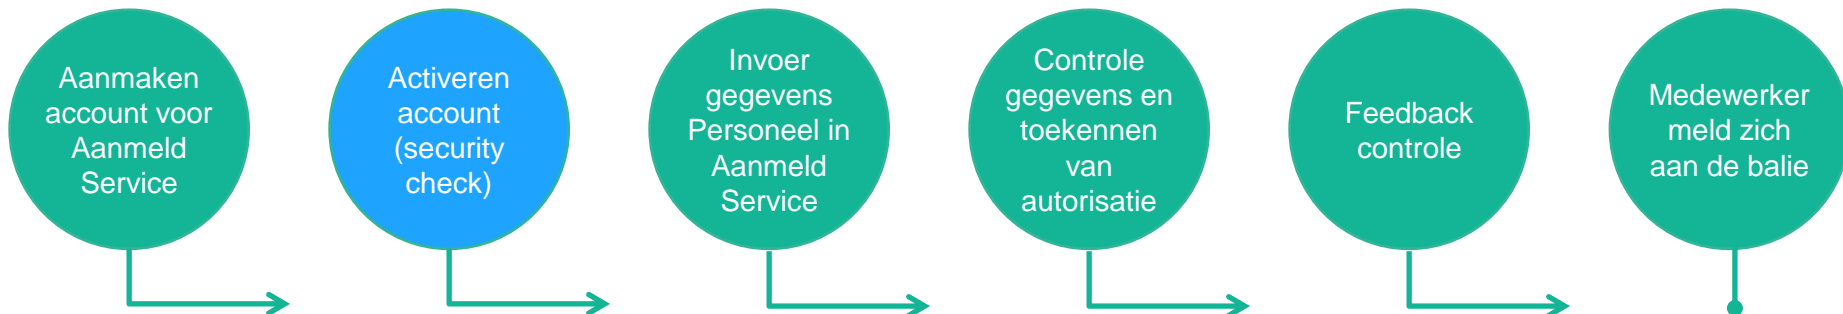 Aanmaken
account voor
Aanmeld
Service
Activeren
account
(security
check)
Invoer
gegevens
Personeel in
Aanmeld
Service
Controle
gegevens en
toekennen
van
autorisatie
Feedback
controle
Medewerker
meld zich
aan de balie